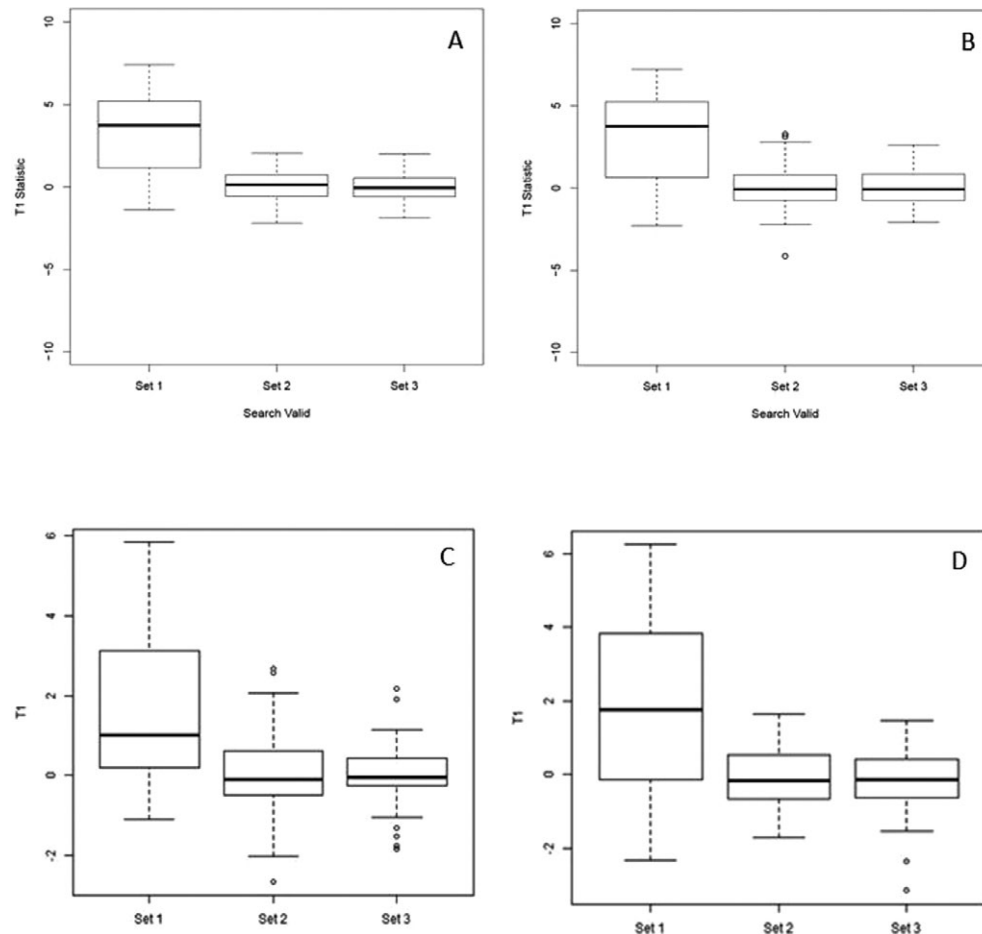 A
10
5
0
−5
−10
T1 Statistic
Set 1 Set 2 Set 3
Search Valid
B
10
5
0
−5
−10
T1 Statistic
Set 1 Set 2 Set 3
Search Valid
C
6
4
2
0
−2
T1
Set 1 Set 2 Set 3
D
6
4
2
0
−2
T1
Set 1 Set 2 Set 3